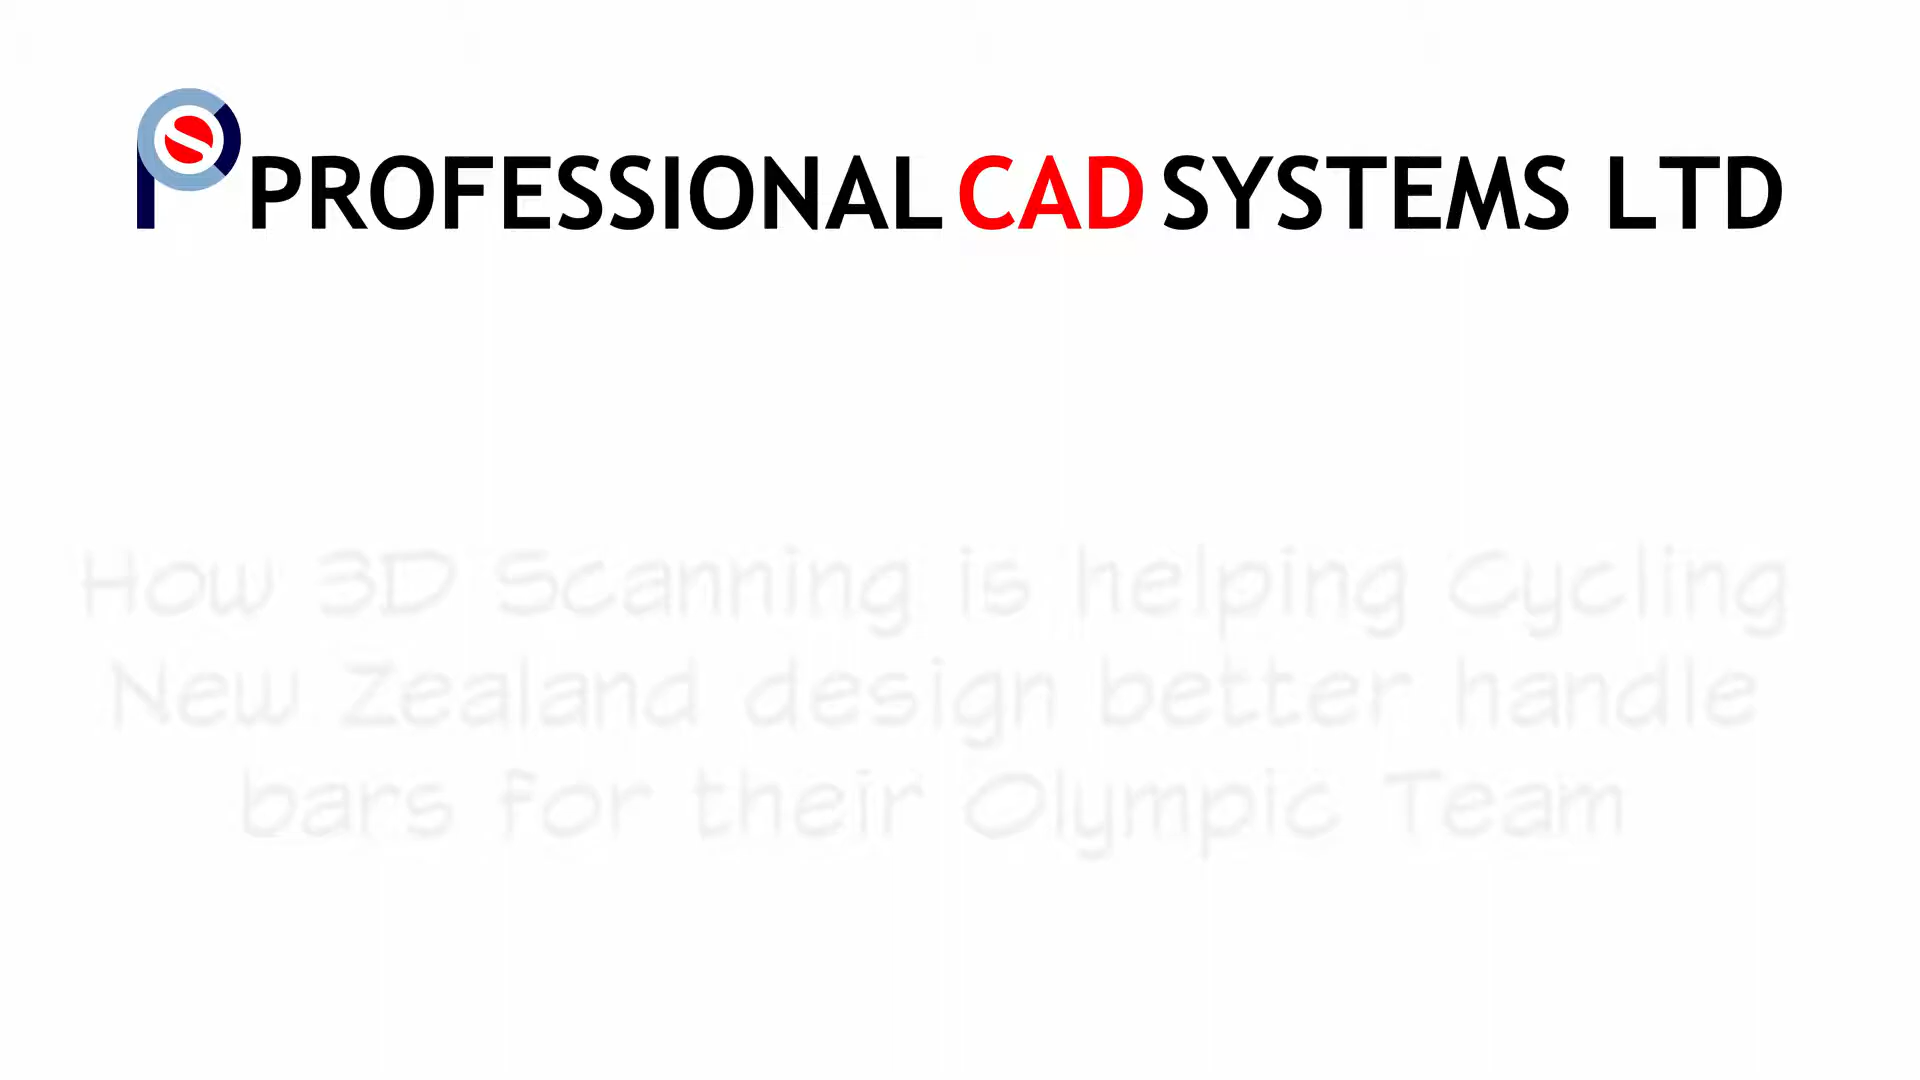 PROFESSIONAL CAD SYSTEMS LTD
How 3D Scanning is helping Cycling
New Zealand design better handle
bars for their Olympic Team